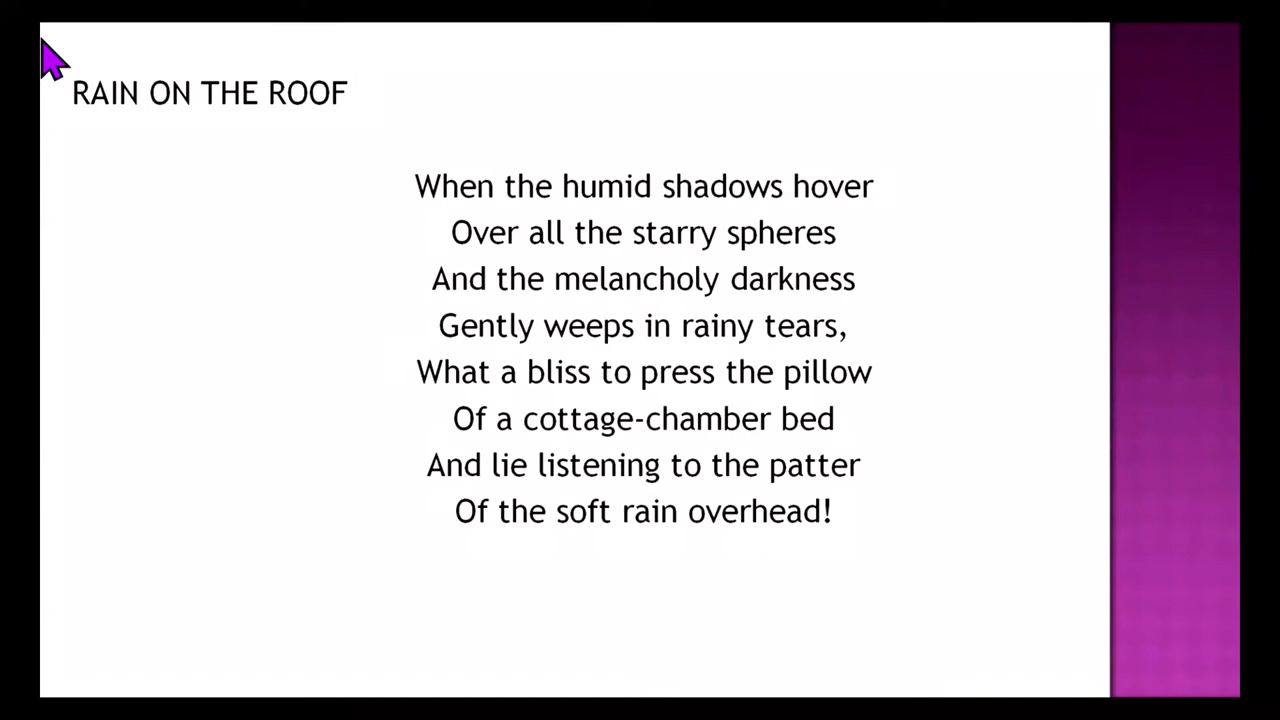 RAIN ON THE ROOF
When the humid shadows hover
Over all the starry spheres
And the melancholy darkness
Gently weeps in rainy tears,
What a bliss to press the pillow
Of a cottage-chamber bed
And lie listening to the patter
Of the soft rain overhead!